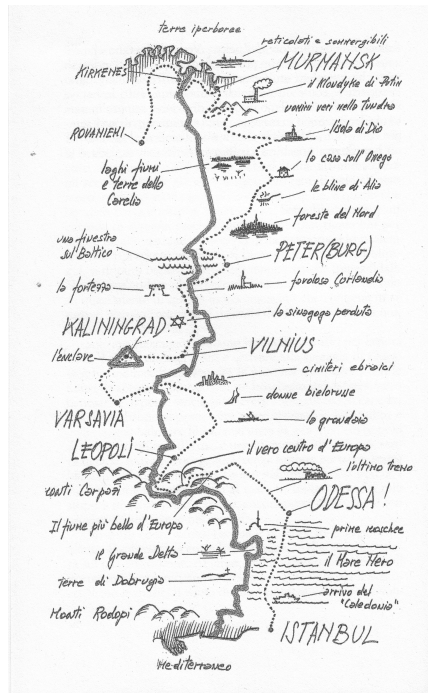 terre iperboree
reticolati e sommergibili
MURMANSK
KIRKENES
il Klondyke di Putin
uomini veri nella Tundra
ROVANIEMI
l'isola di Dio
la casa sull'Onega
laghi fiumi
e terre della
Carelia
le bline di Alia
foreste del Nord
una finestra
sul Baltico
PETER(BURG)
la fortezza
favolosa Curlandia
la sinagoga perduta
KALININGRAD
VILNIUS
l'enclave
cimiteri ebraici
donne bielorusse
VARSAVIA
la grandaia
LEOPOLI
il vero centro d'Europa
l'ultimo treno
Monti Carpazi
ODESSA!
Il fiume più bello d'Europa
prime moschee
il Grande Delta
il Mare Nero
terre di Dobrugia
arrivo del
"Caledonia"
Monti Rodopi
ISTANBUL
Mediterraneo